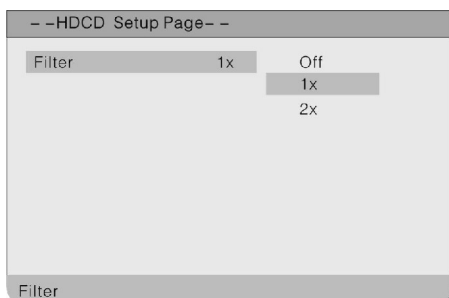 - -HDCD Setup Page- -
Filter 1x Off
1x
2x
Filter